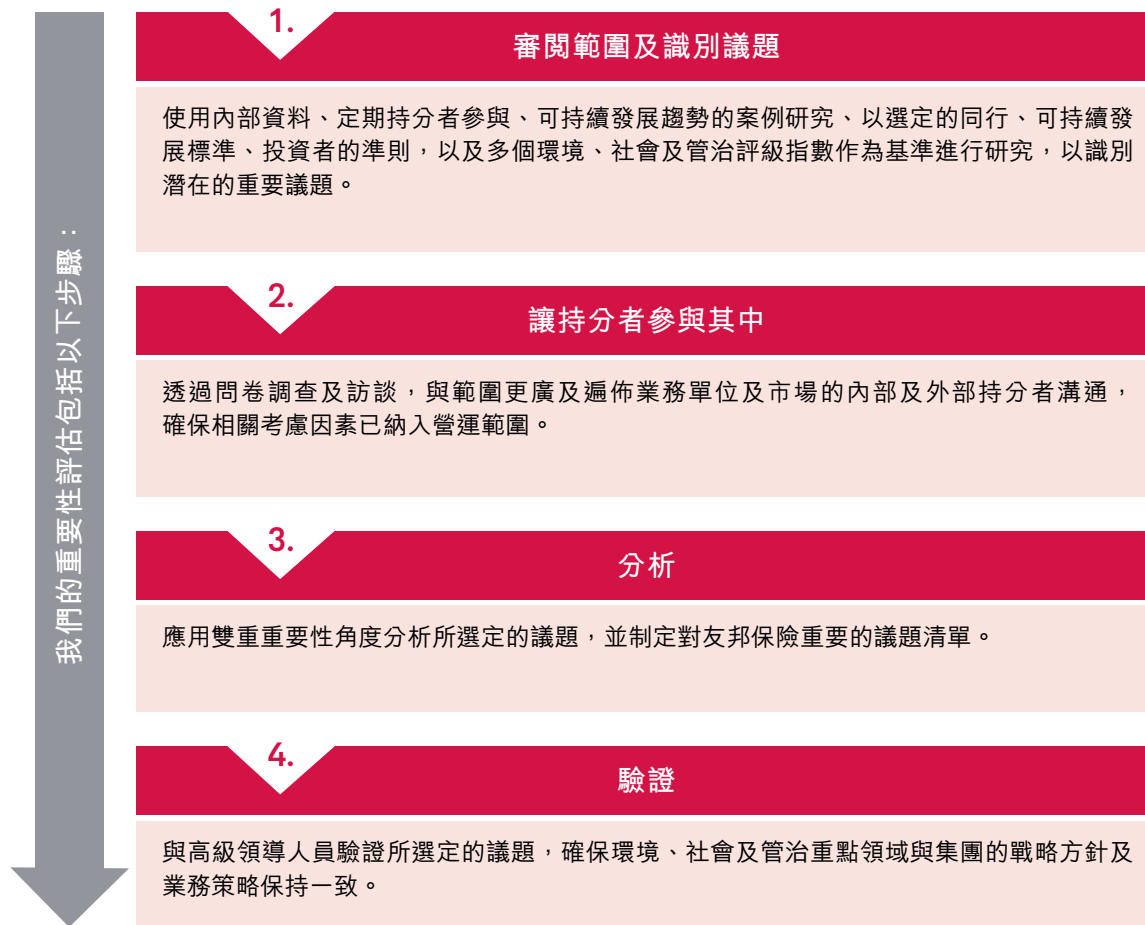 我們的重要性評估包括以下步驟：
1.
審閱範圍及識別議題
使用內部資料、定期持分者參與、可持續發展趨勢的案例研究、以選定的同行、可持續發
展標準、投資者的準則，以及多個環境、社會及管治評級指數作為基準進行研究，以識別
潛在的重要議題。
2.
讓持分者參與其中
透過問卷調查及訪談，與範圍更廣及遍佈業務單位及市場的內部及外部持分者溝通，
確保相關考慮因素已納入營運範圍。
3.
分析
應用雙重重要性角度分析所選定的議題，並制定對友邦保險重要的議題清單。
4.
驗證
與高級領導人員驗證所選定的議題，確保環境、社會及管治重點領域與集團的戰略方針及
業務策略保持一致。